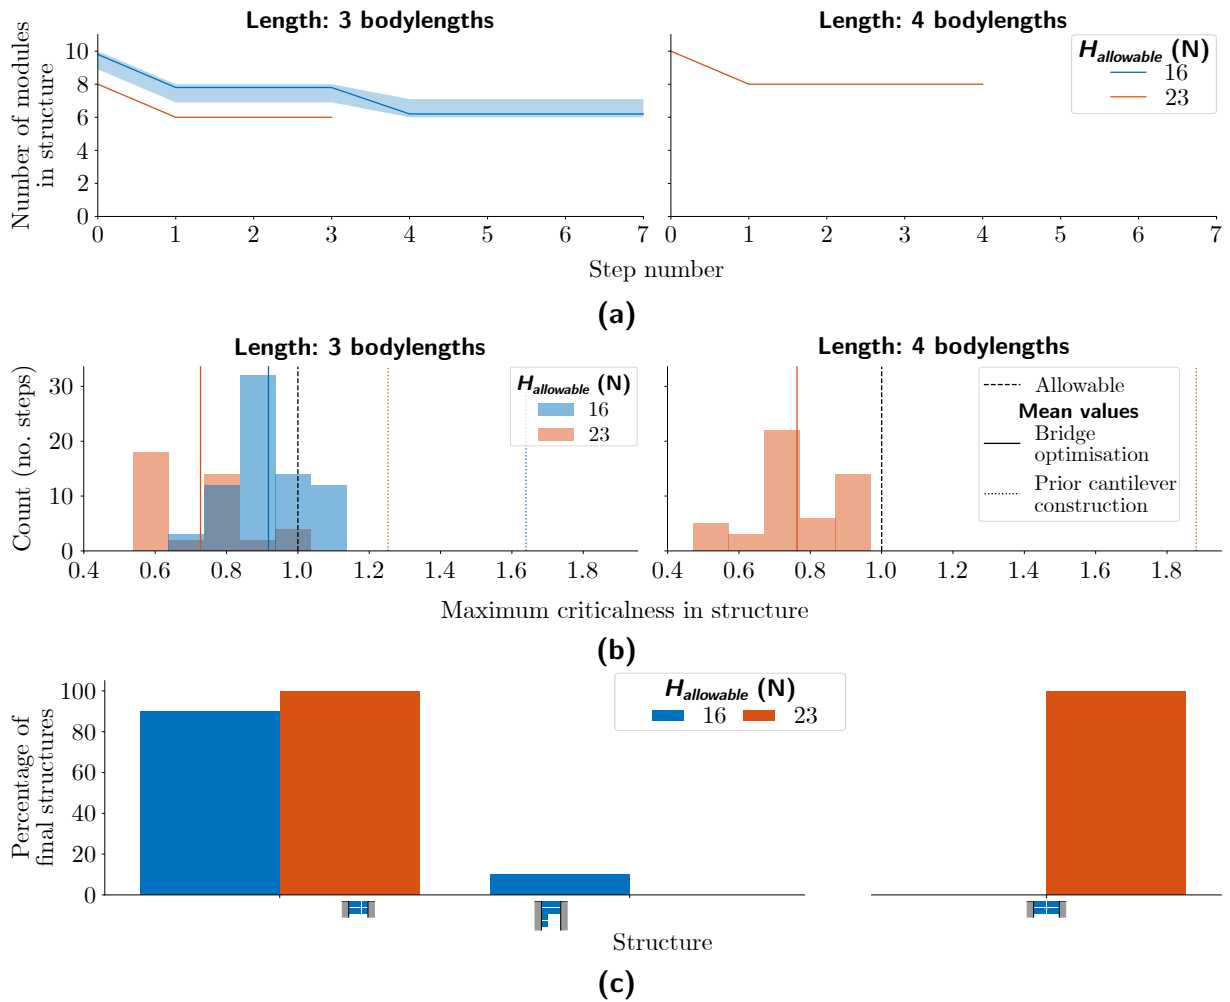 Length: 3 bodylengths
Length: 4 bodylengths
Number of modules
in structure
10
8
6
4
2
0
0 1 2 3 4 5 6 7
0 1 2 3 4 5 6 7
H_allowable (N)
16
23
Step number
(a)
Length: 3 bodylengths
Length: 4 bodylengths
Count (no. steps)
30
20
10
0
0.4 0.6 0.8 1.0 1.2 1.4 1.6 1.8
0.4 0.6 0.8 1.0 1.2 1.4 1.6 1.8
H_allowable (N)
16
23
Allowable
Mean values
Bridge
optimisation
Prior cantilever
construction
Maximum criticalness in structure
(b)
Percentage of
final structures
100
80
60
40
20
0
H_allowable (N)
16 23
Structure
(c)